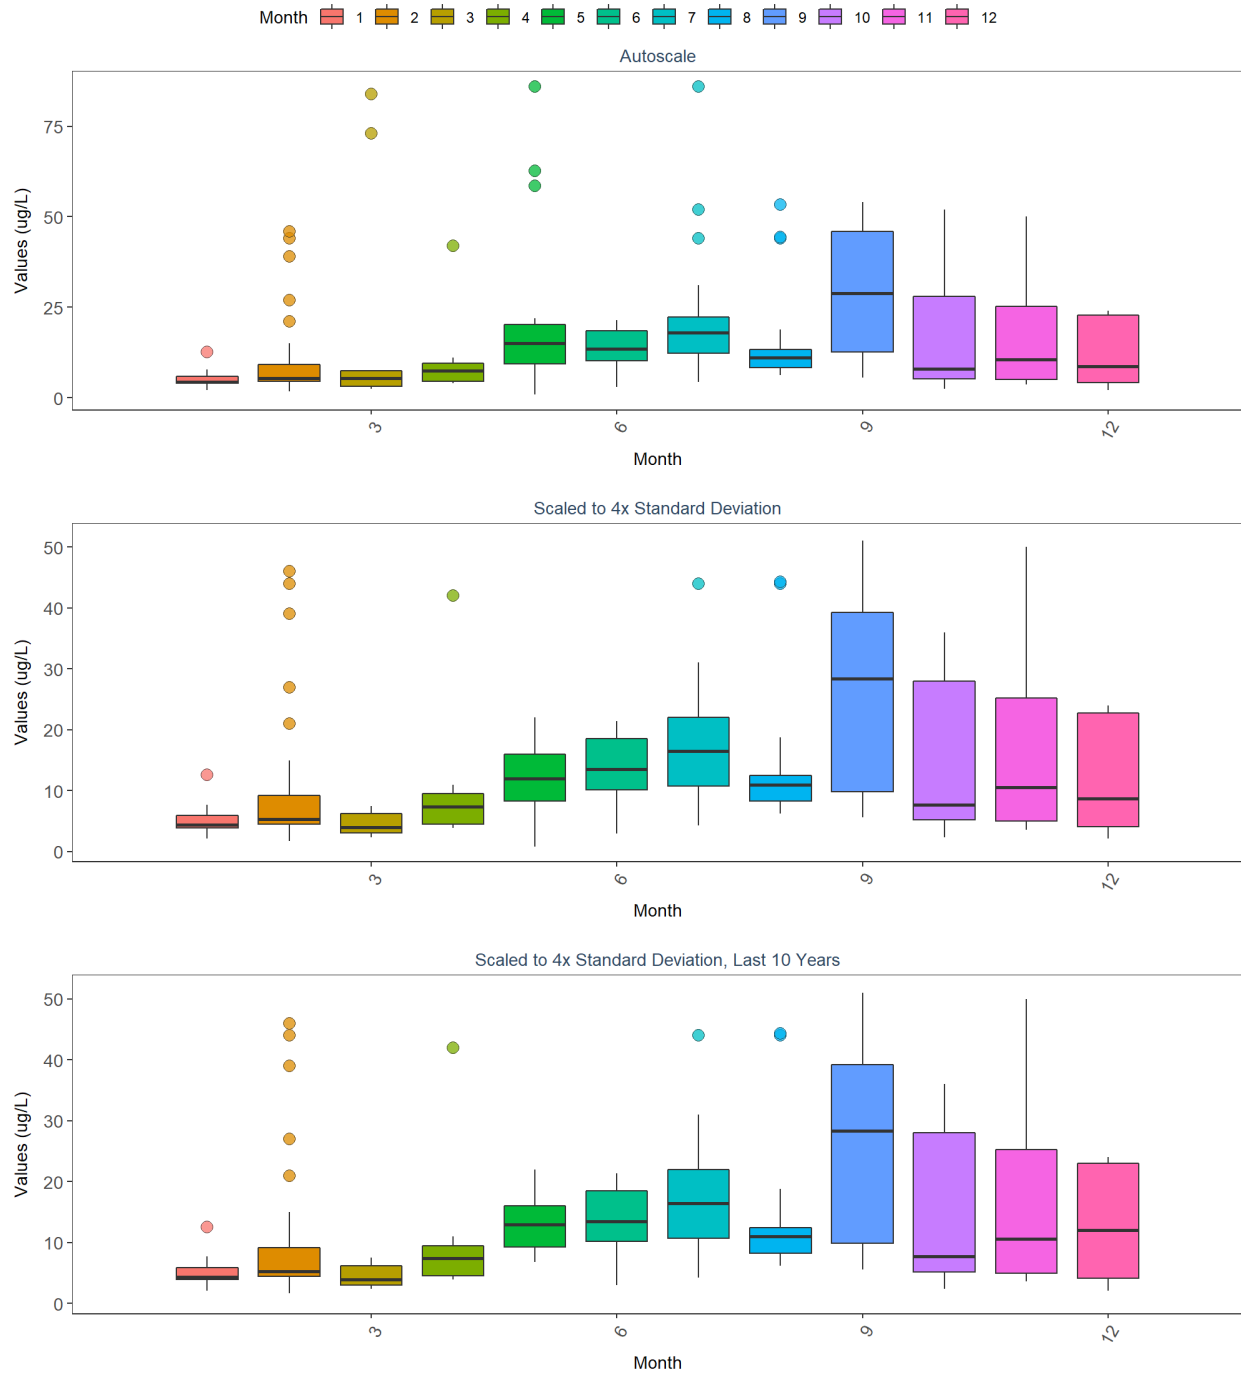 Month 1 2 3 4 5 6 7 8 9 10 11 12
Autoscale
Values (ug/L)
75
50
25
0
3 6 9 12
Month
Scaled to 4x Standard Deviation
Values (ug/L)
50
40
30
20
10
0
3 6 9 12
Month
Scaled to 4x Standard Deviation, Last 10 Years
Values (ug/L)
50
40
30
20
10
0
3 6 9 12
Month